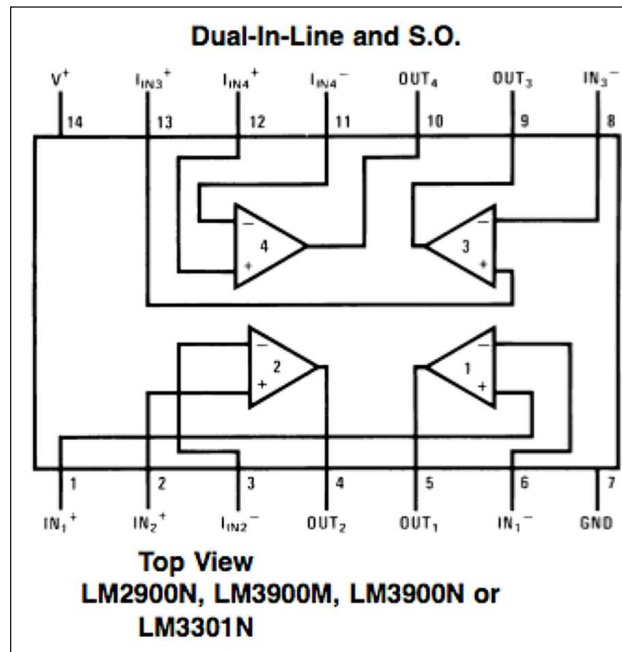 Dual-In-Line and S.O.
V+ IIN3+ IIN4+ IIN4− OUT4 OUT3 IN3−
14 13 12 11 10 9 8
− −
4 3
+ +
− −
2 1
+ +
1 2 3 4 5 6 7
IN1+ IN2+ IIN2− OUT2 OUT1 IN1− GND
Top View
LM2900N, LM3900M, LM3900N or
LM3301N